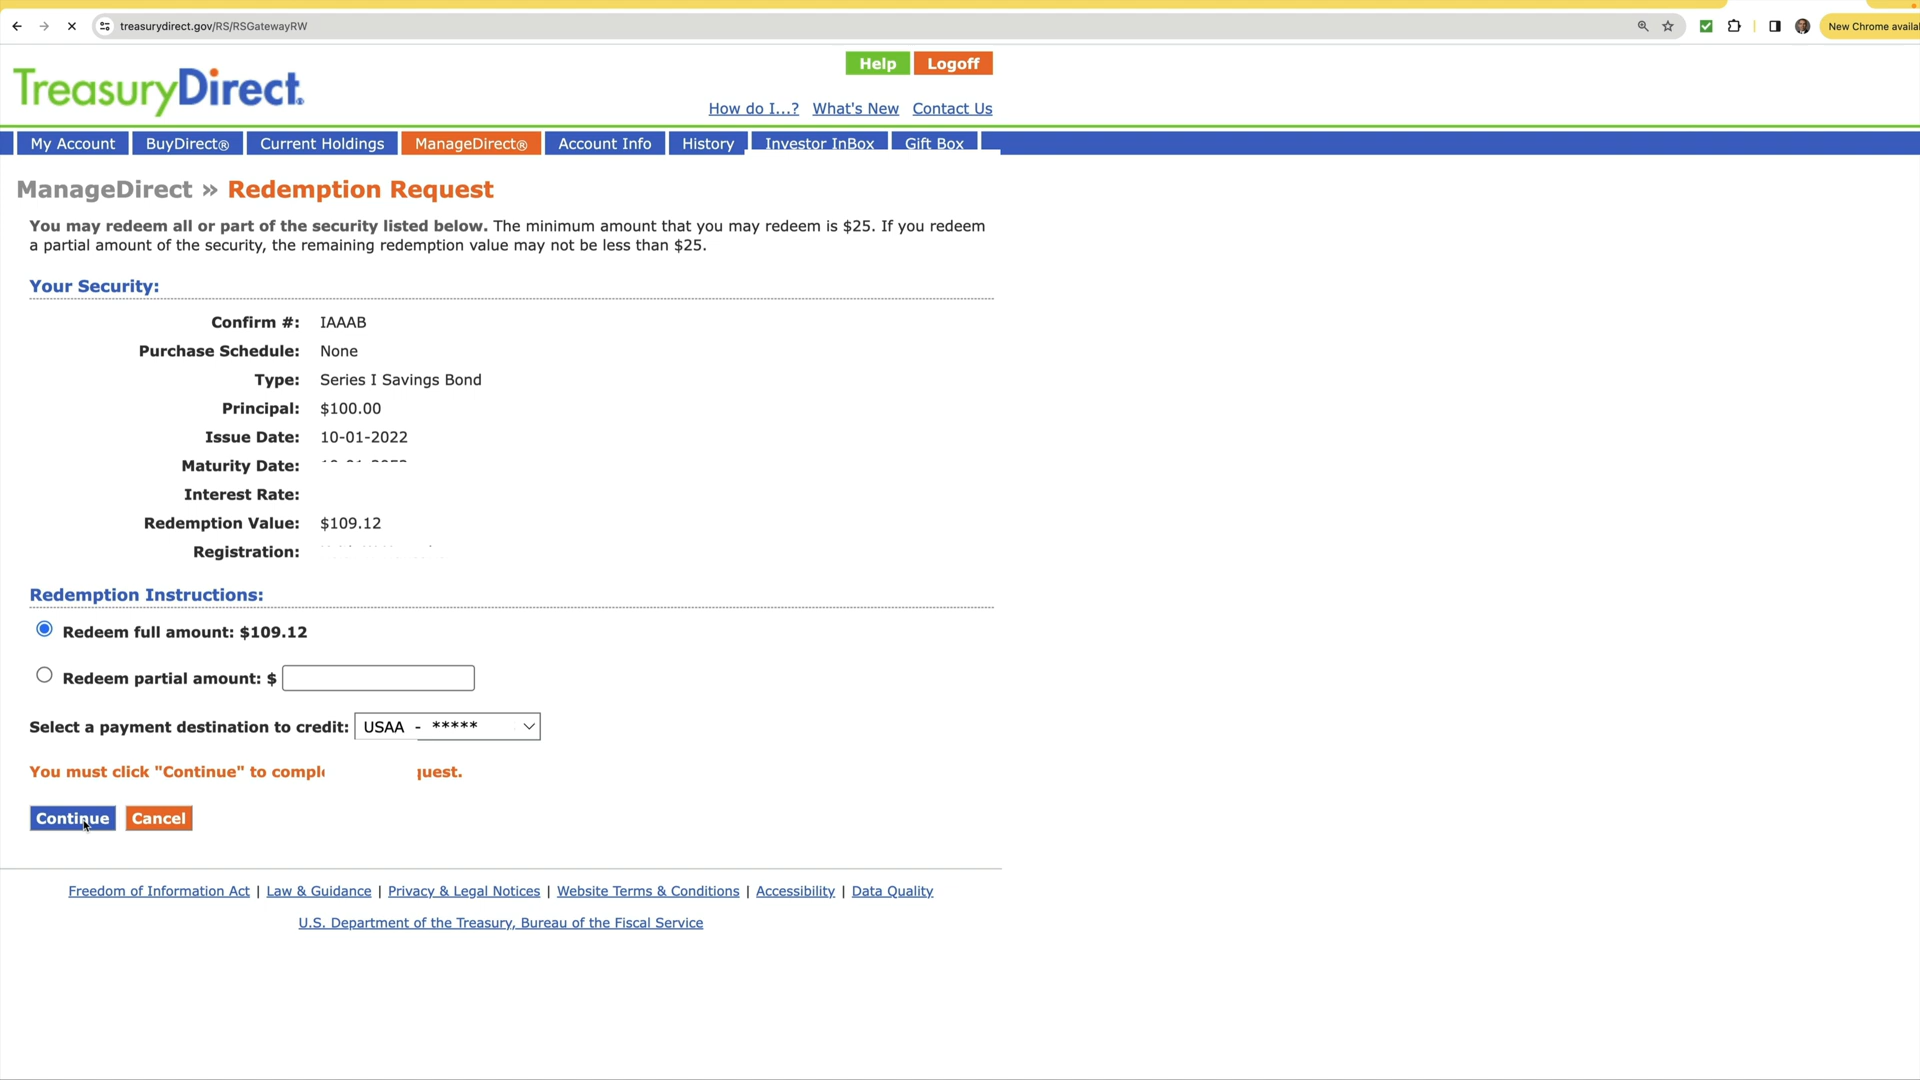 treasurydirect.gov/RS/RSGatewayRW
New Chrome availal
TreasuryDirect®
Help Logoff
How do I...? What's New Contact Us
My Account BuyDirect® Current Holdings ManageDirect® Account Info History Investor InBox Gift Box
ManageDirect » Redemption Request
You may redeem all or part of the security listed below. The minimum amount that you may redeem is $25. If you redeem
a partial amount of the security, the remaining redemption value may not be less than $25.
Your Security:
Confirm #: IAAAB
Purchase Schedule: None
Type: Series I Savings Bond
Principal: $100.00
Issue Date: 10-01-2022
Maturity Date:
Interest Rate:
Redemption Value: $109.12
Registration:
Redemption Instructions:
Redeem full amount: $109.12
Redeem partial amount: $
Select a payment destination to credit: USAA - *****
You must click "Continue" to compl quest.
Continue Cancel
Freedom of Information Act | Law & Guidance | Privacy & Legal Notices | Website Terms & Conditions | Accessibility | Data Quality
U.S. Department of the Treasury, Bureau of the Fiscal Service